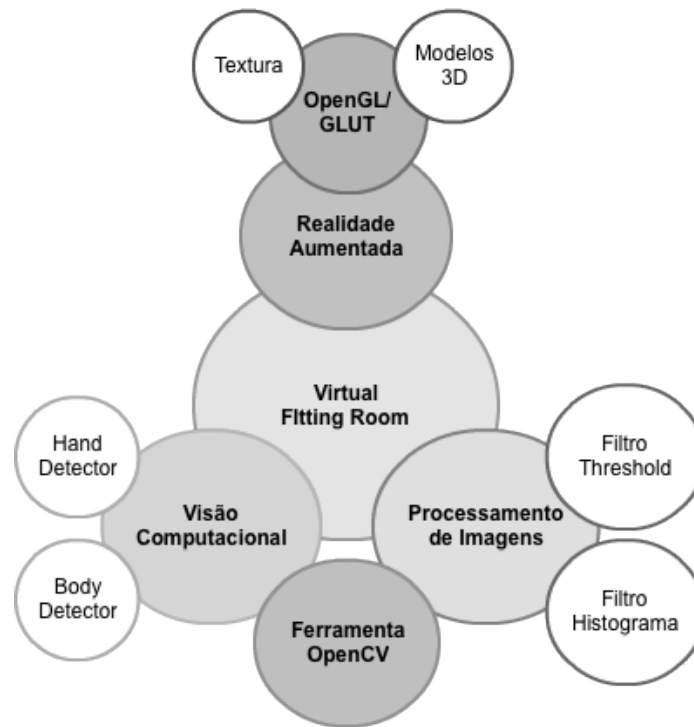 Textura
Modelos
3D
OpenGL/
GLUT
Realidade
Aumentada
Virtual
FItting Room
Hand
Detector
Filtro
Threshold
Visão
Computacional
Processamento
de Imagens
Body
Detector
Filtro
Histograma
Ferramenta
OpenCV